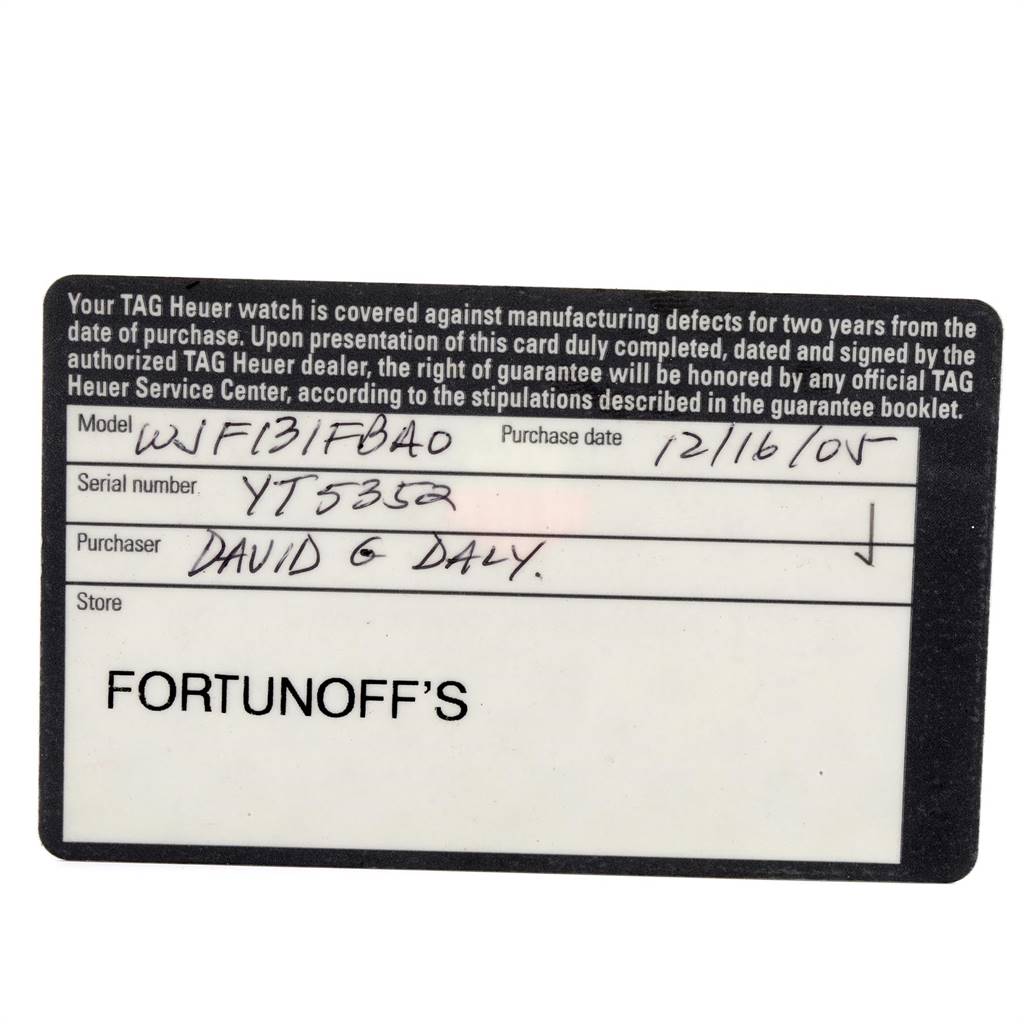 Your TAG Heuer watch is covered against manufacturing defects for two years from the
date of purchase. Upon presentation of this card duly completed, dated and signed by the
authorized TAG Heuer dealer, the right of guarantee will be honored by any official TAG
Heuer Service Center, according to the stipulations described in the guarantee booklet.
Model WJF131FBA0 Purchase date 12/16/05
Serial number YT5352
Purchaser DAVID G DALY.
Store
FORTUNOFF'S